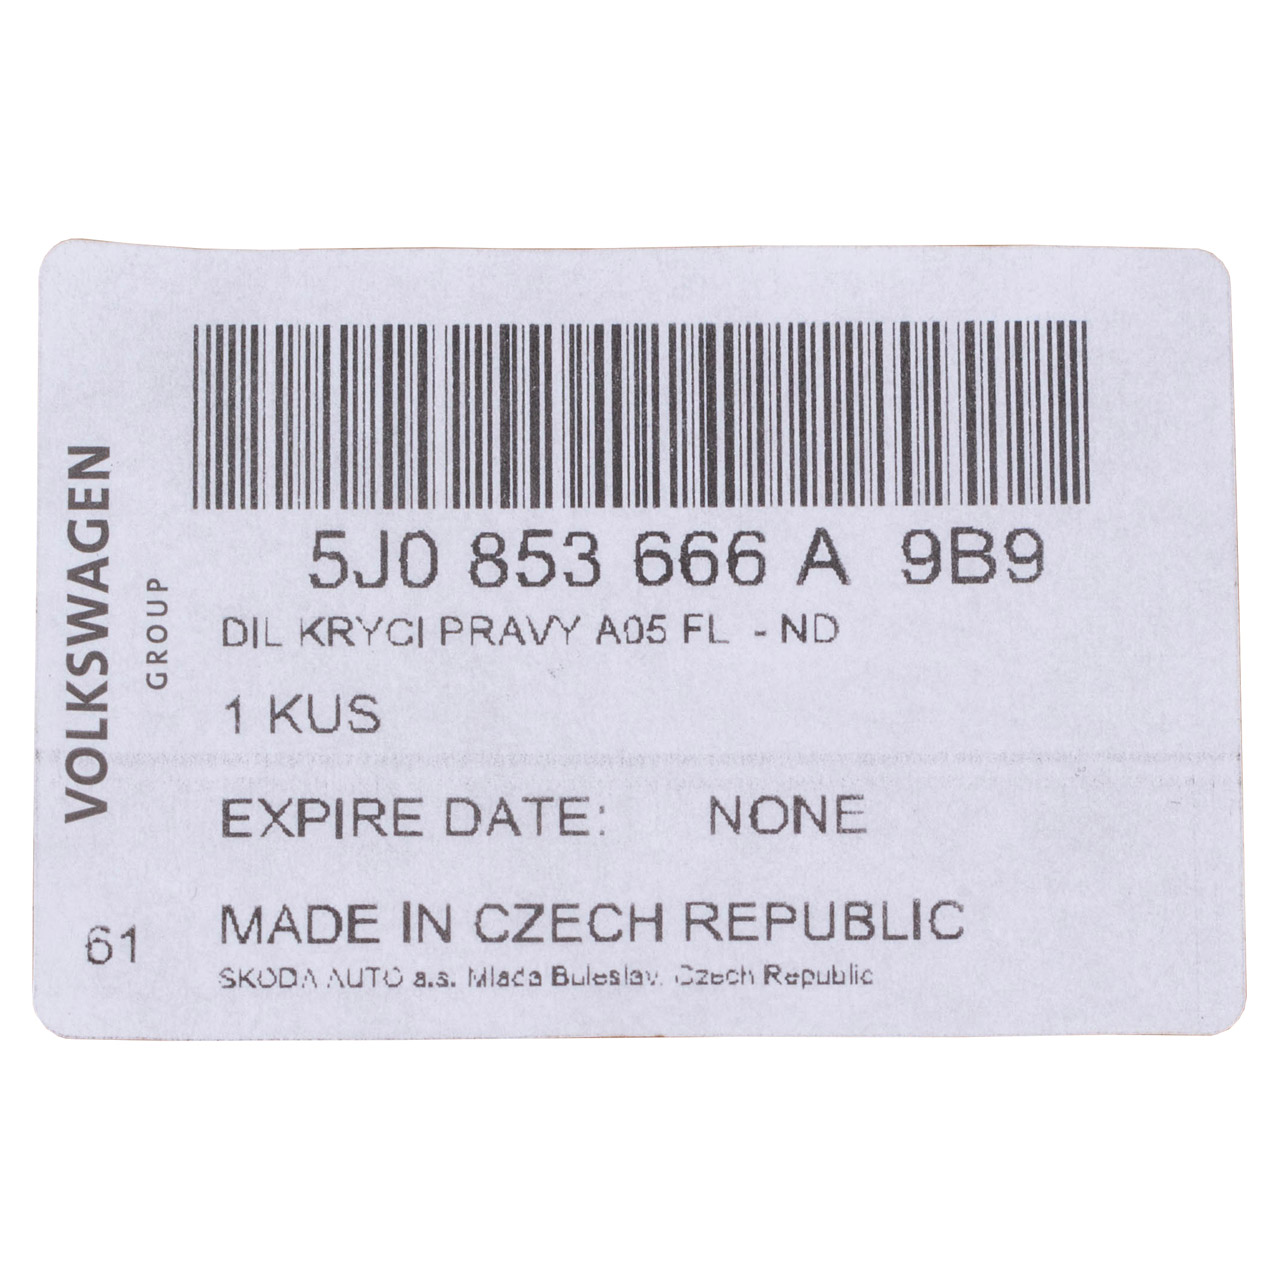 VOLKSWAGEN
GROUP
5J0 853 666 A 9B9
DIL KRYCI PRAVY A05 FL - ND
1 KUS
EXPIRE DATE: NONE
61
MADE IN CZECH REPUBLIC
SKODA AUTO a.s. Mlada Boleslav, Czech Republic